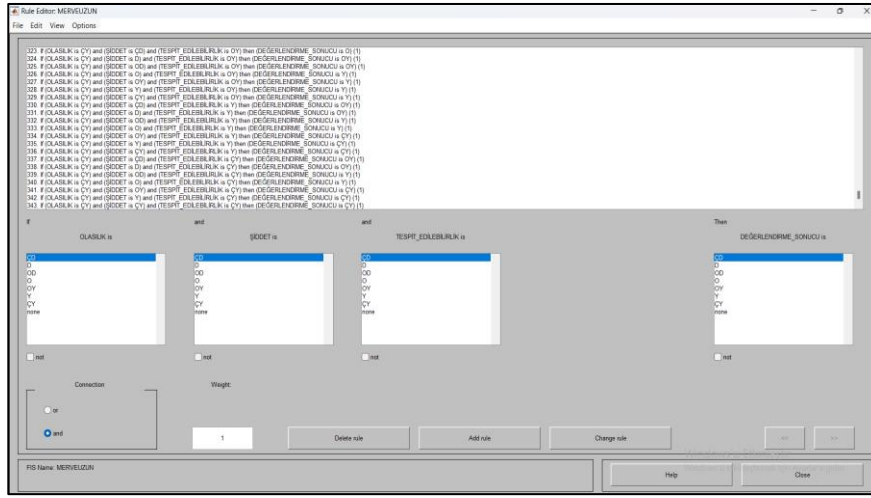 Rule Editor: MERVEUZUN
File Edit View Options
323. If (OLASILIK is ÇY) and (ŞİDDET is ÇD) and (TESPİT_EDİLEBİLİRLİK is OY) then (DEĞERLENDİRME_SONUCU is O) (1)
324. If (OLASILIK is ÇY) and (ŞİDDET is D) and (TESPİT_EDİLEBİLİRLİK is OY) then (DEĞERLENDİRME_SONUCU is OY) (1)
325. If (OLASILIK is ÇY) and (ŞİDDET is OD) and (TESPİT_EDİLEBİLİRLİK is OY) then (DEĞERLENDİRME_SONUCU is OY) (1)
326. If (OLASILIK is ÇY) and (ŞİDDET is O) and (TESPİT_EDİLEBİLİRLİK is OY) then (DEĞERLENDİRME_SONUCU is Y) (1)
327. If (OLASILIK is ÇY) and (ŞİDDET is OY) and (TESPİT_EDİLEBİLİRLİK is OY) then (DEĞERLENDİRME_SONUCU is Y) (1)
328. If (OLASILIK is ÇY) and (ŞİDDET is Y) and (TESPİT_EDİLEBİLİRLİK is OY) then (DEĞERLENDİRME_SONUCU is Y) (1)
329. If (OLASILIK is ÇY) and (ŞİDDET is ÇY) and (TESPİT_EDİLEBİLİRLİK is OY) then (DEĞERLENDİRME_SONUCU is Y) (1)
330. If (OLASILIK is ÇY) and (ŞİDDET is ÇD) and (TESPİT_EDİLEBİLİRLİK is Y) then (DEĞERLENDİRME_SONUCU is OY) (1)
331. If (OLASILIK is ÇY) and (ŞİDDET is D) and (TESPİT_EDİLEBİLİRLİK is Y) then (DEĞERLENDİRME_SONUCU is OY) (1)
332. If (OLASILIK is ÇY) and (ŞİDDET is OD) and (TESPİT_EDİLEBİLİRLİK is Y) then (DEĞERLENDİRME_SONUCU is Y) (1)
333. If (OLASILIK is ÇY) and (ŞİDDET is O) and (TESPİT_EDİLEBİLİRLİK is Y) then (DEĞERLENDİRME_SONUCU is Y) (1)
334. If (OLASILIK is ÇY) and (ŞİDDET is OY) and (TESPİT_EDİLEBİLİRLİK is Y) then (DEĞERLENDİRME_SONUCU is ÇY) (1)
335. If (OLASILIK is ÇY) and (ŞİDDET is Y) and (TESPİT_EDİLEBİLİRLİK is Y) then (DEĞERLENDİRME_SONUCU is ÇY) (1)
336. If (OLASILIK is ÇY) and (ŞİDDET is ÇY) and (TESPİT_EDİLEBİLİRLİK is Y) then (DEĞERLENDİRME_SONUCU is ÇY) (1)
337. If (OLASILIK is ÇY) and (ŞİDDET is ÇD) and (TESPİT_EDİLEBİLİRLİK is ÇY) then (DEĞERLENDİRME_SONUCU is OY) (1)
338. If (OLASILIK is ÇY) and (ŞİDDET is D) and (TESPİT_EDİLEBİLİRLİK is ÇY) then (DEĞERLENDİRME_SONUCU is OY) (1)
339. If (OLASILIK is ÇY) and (ŞİDDET is OD) and (TESPİT_EDİLEBİLİRLİK is ÇY) then (DEĞERLENDİRME_SONUCU is Y) (1)
340. If (OLASILIK is ÇY) and (ŞİDDET is O) and (TESPİT_EDİLEBİLİRLİK is ÇY) then (DEĞERLENDİRME_SONUCU is Y) (1)
341. If (OLASILIK is ÇY) and (ŞİDDET is OY) and (TESPİT_EDİLEBİLİRLİK is ÇY) then (DEĞERLENDİRME_SONUCU is ÇY) (1)
342. If (OLASILIK is ÇY) and (ŞİDDET is Y) and (TESPİT_EDİLEBİLİRLİK is ÇY) then (DEĞERLENDİRME_SONUCU is ÇY) (1)
343. If (OLASILIK is ÇY) and (ŞİDDET is ÇY) and (TESPİT_EDİLEBİLİRLİK is ÇY) then (DEĞERLENDİRME_SONUCU is ÇY) (1)
If and and Then
OLASILIK is ŞİDDET is TESPİT_EDİLEBİLİRLİK is DEĞERLENDİRME_SONUCU is
ÇD ÇD ÇD ÇD
D D D D
OD OD OD OD
O O O O
OY OY OY OY
Y Y Y Y
ÇY ÇY ÇY ÇY
none none none none
not not not not
Connection Weight:
or
and 1 Delete rule Add rule Change rule << >>
FIS Name: MERVEUZUN Help Close